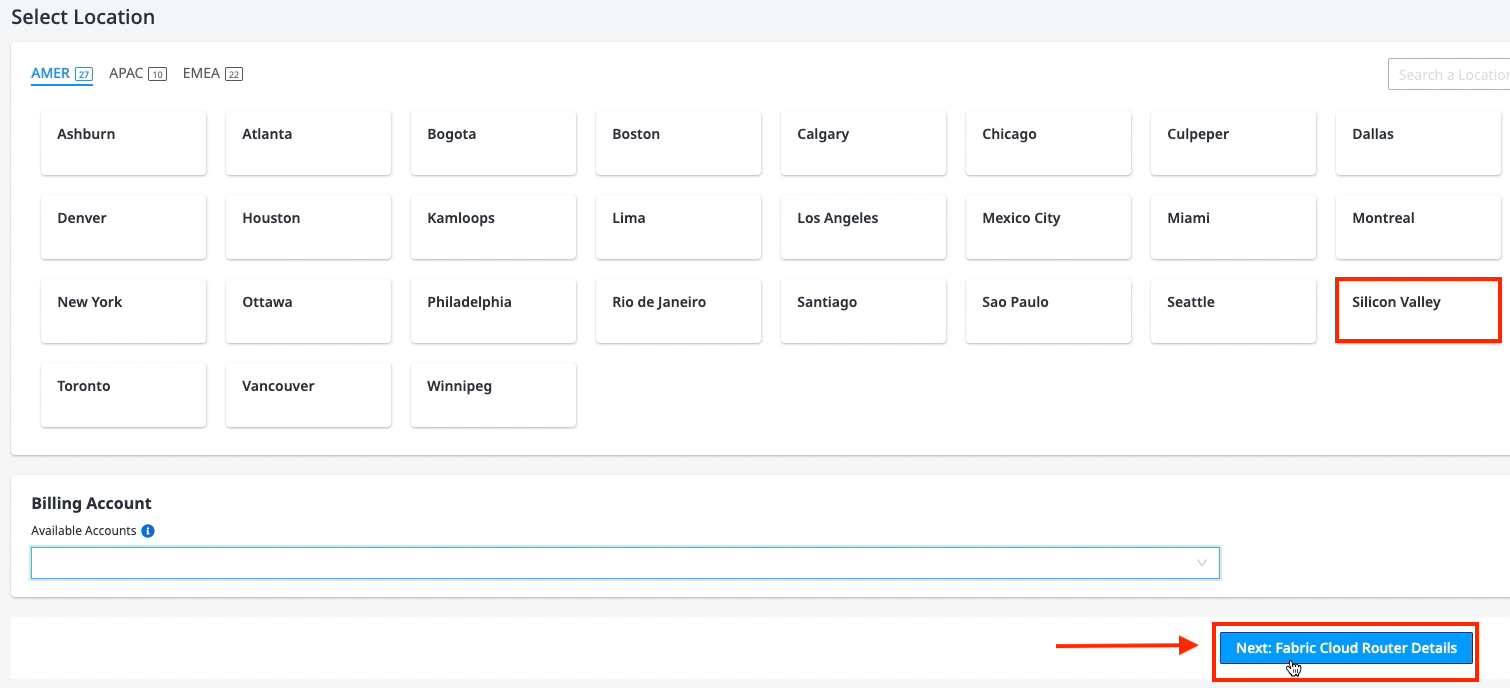 Select Location
AMER 27 APAC 10 EMEA 22
Search a Location
Ashburn Atlanta Bogota Boston Calgary Chicago Culpeper Dallas
Denver Houston Kamloops Lima Los Angeles Mexico City Miami Montreal
New York Ottawa Philadelphia Rio de Janeiro Santiago Sao Paulo Seattle Silicon Valley
Toronto Vancouver Winnipeg
Billing Account
Available Accounts
Next: Fabric Cloud Router Details